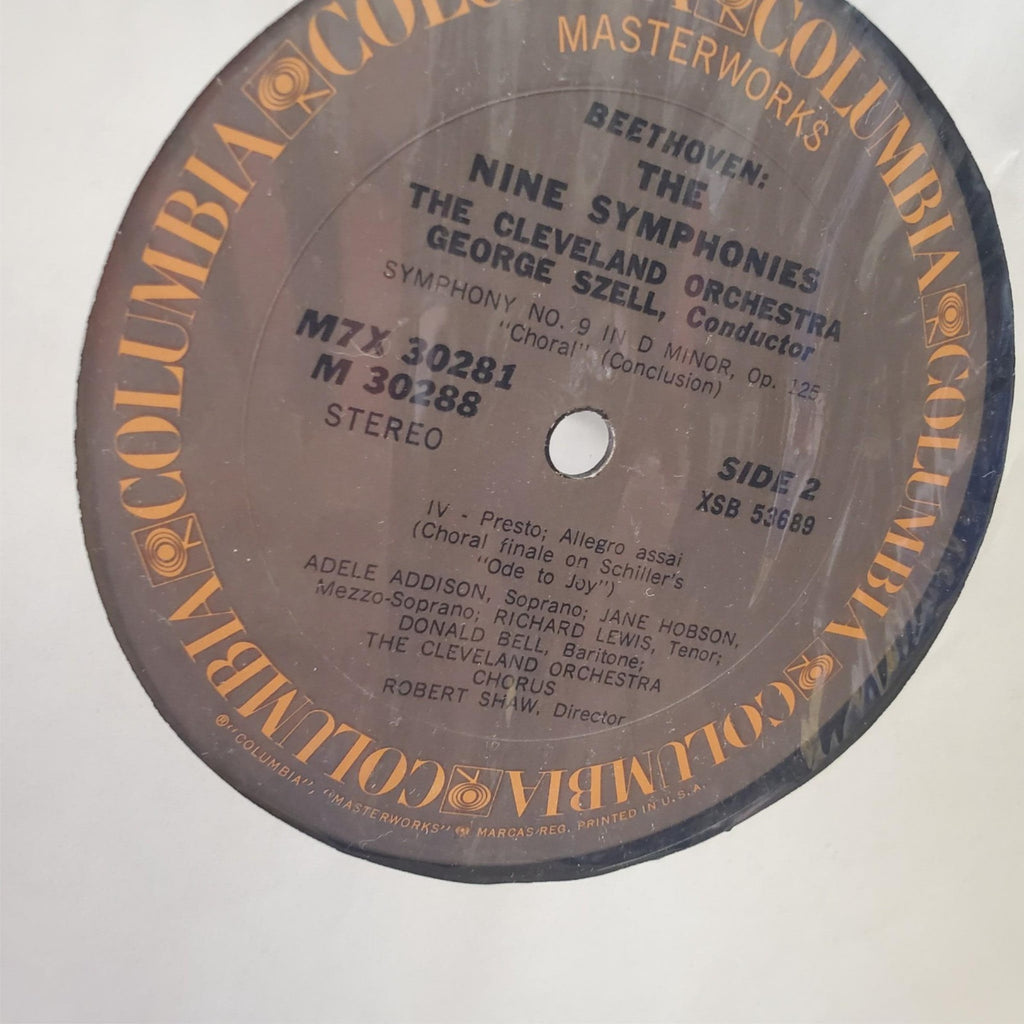 COLUMBIA COLUMBIA COLUMBIA COLUMBIA COLUMBIA COLUMBIA COLUMBIA COLUMBIA
MASTERWORKS
BEETHOVEN:
THE
NINE SYMPHONIES
THE CLEVELAND ORCHESTRA
GEORGE SZELL, Conductor
SYMPHONY NO. 9 IN D MINOR, Op. 125
"Choral" (Conclusion)
M7X 30281
M 30288
STEREO
SIDE 2
XSB 53689
IV - Presto; Allegro assai
(Choral finale on Schiller's
"Ode to Joy")
ADELE ADDISON, Soprano; JANE HOBSON,
Mezzo-Soprano; RICHARD LEWIS, Tenor;
DONALD BELL, Baritone;
THE CLEVELAND ORCHESTRA
CHORUS
ROBERT SHAW, Director
®"COLUMBIA", "MASTERWORKS" MARCAS REG. PRINTED IN U.S.A.